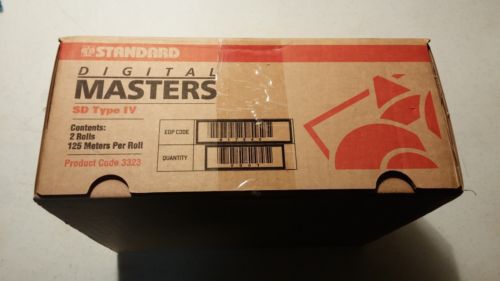 STANDARD
DIGITAL
MASTERS
SD Type IV
Contents:
2 Rolls
125 Meters Per Roll
Product Code 3323
EDP CODE
QUANTITY